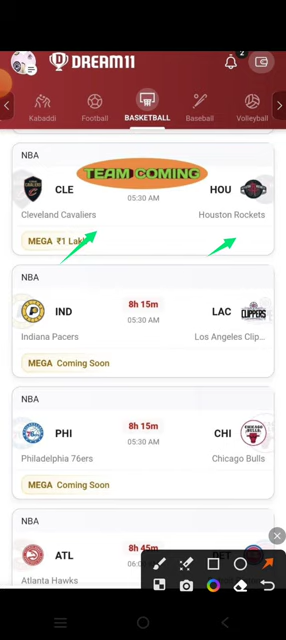 DREAM11
2
Kabaddi Football BASKETBALL Baseball Volleyball
NBA
TEAM COMING
CLE 05:30 AM HOU
Cleveland Cavaliers Houston Rockets
MEGA ₹1 Lakh
NBA
8h 15m
IND LAC
05:30 AM
Indiana Pacers Los Angeles Clip...
MEGA Coming Soon
NBA
8h 15m
PHI CHI
05:30 AM
Philadelphia 76ers Chicago Bulls
MEGA Coming Soon
NBA
8h 45m
ATL DET
Atlanta Hawks